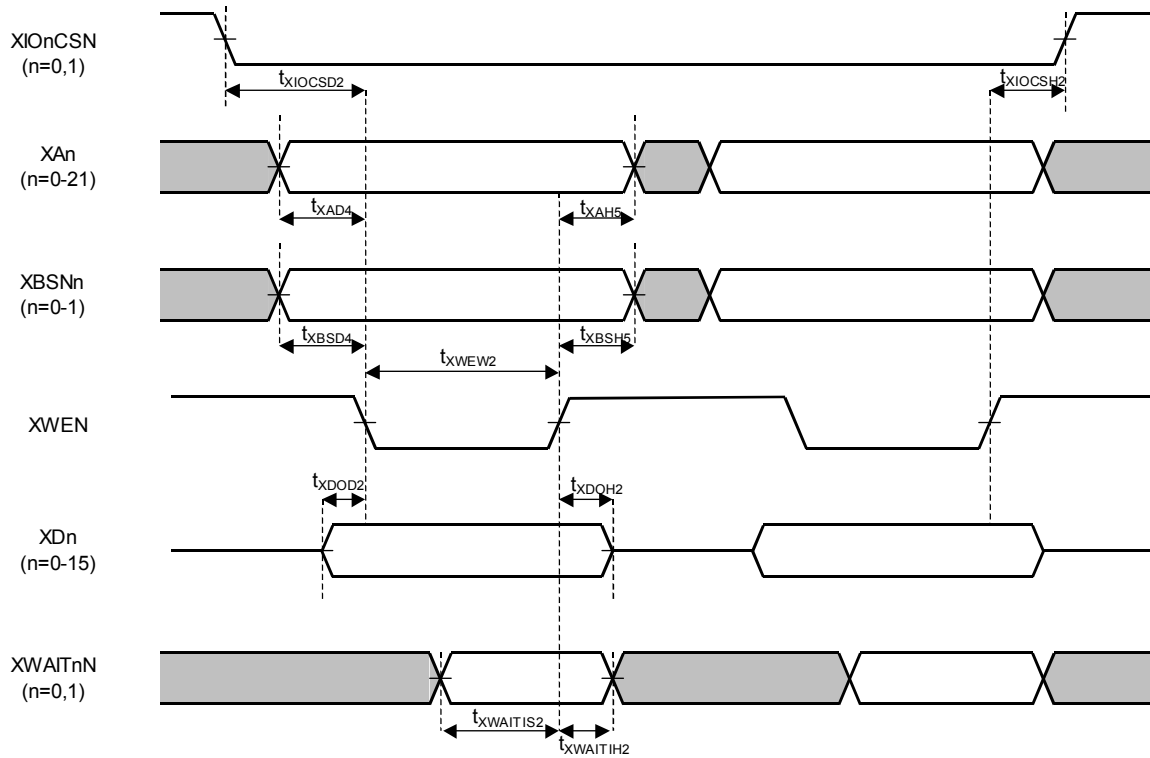 XIOnCSN
(n=0,1)
tXIOCSD2
tXIOCSH2
XAn
(n=0-21)
tXAD4
tXAH5
XBSNn
(n=0-1)
tXBSD4
tXBSH5
tXWEW2
XWEN
tXDOD2
tXDOH2
XDn
(n=0-15)
XWAITnN
(n=0,1)
tXWAITIS2
tXWAITIH2